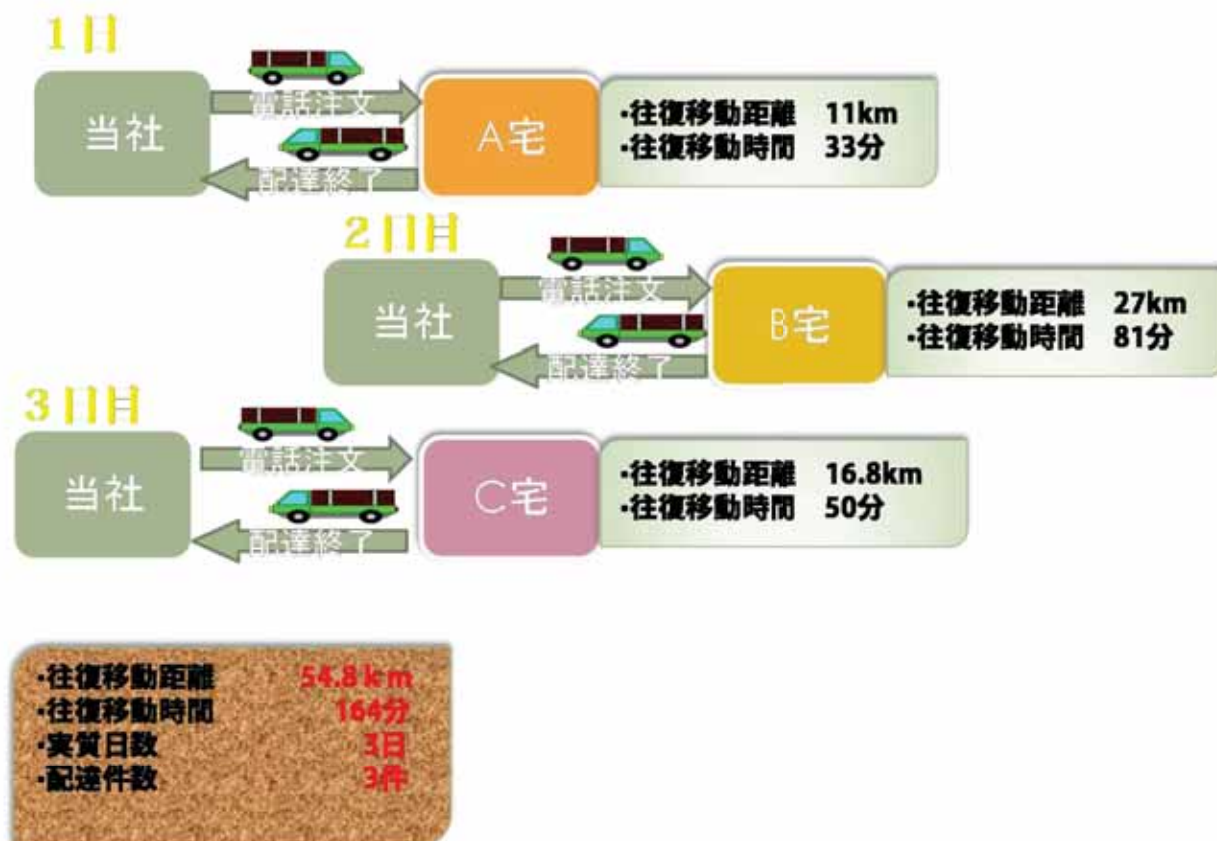 1日
当社
電話注文
配達終了
A宅
・往復移動距離 11km
・往復移動時間 33分
2日目
当社
電話注文
配達終了
B宅
・往復移動距離 27km
・往復移動時間 81分
3日目
当社
電話注文
配達終了
C宅
・往復移動距離 16.8km
・往復移動時間 50分
・往復移動距離 54.8km
・往復移動時間 164分
・実質日数 3日
・配達件数 3件